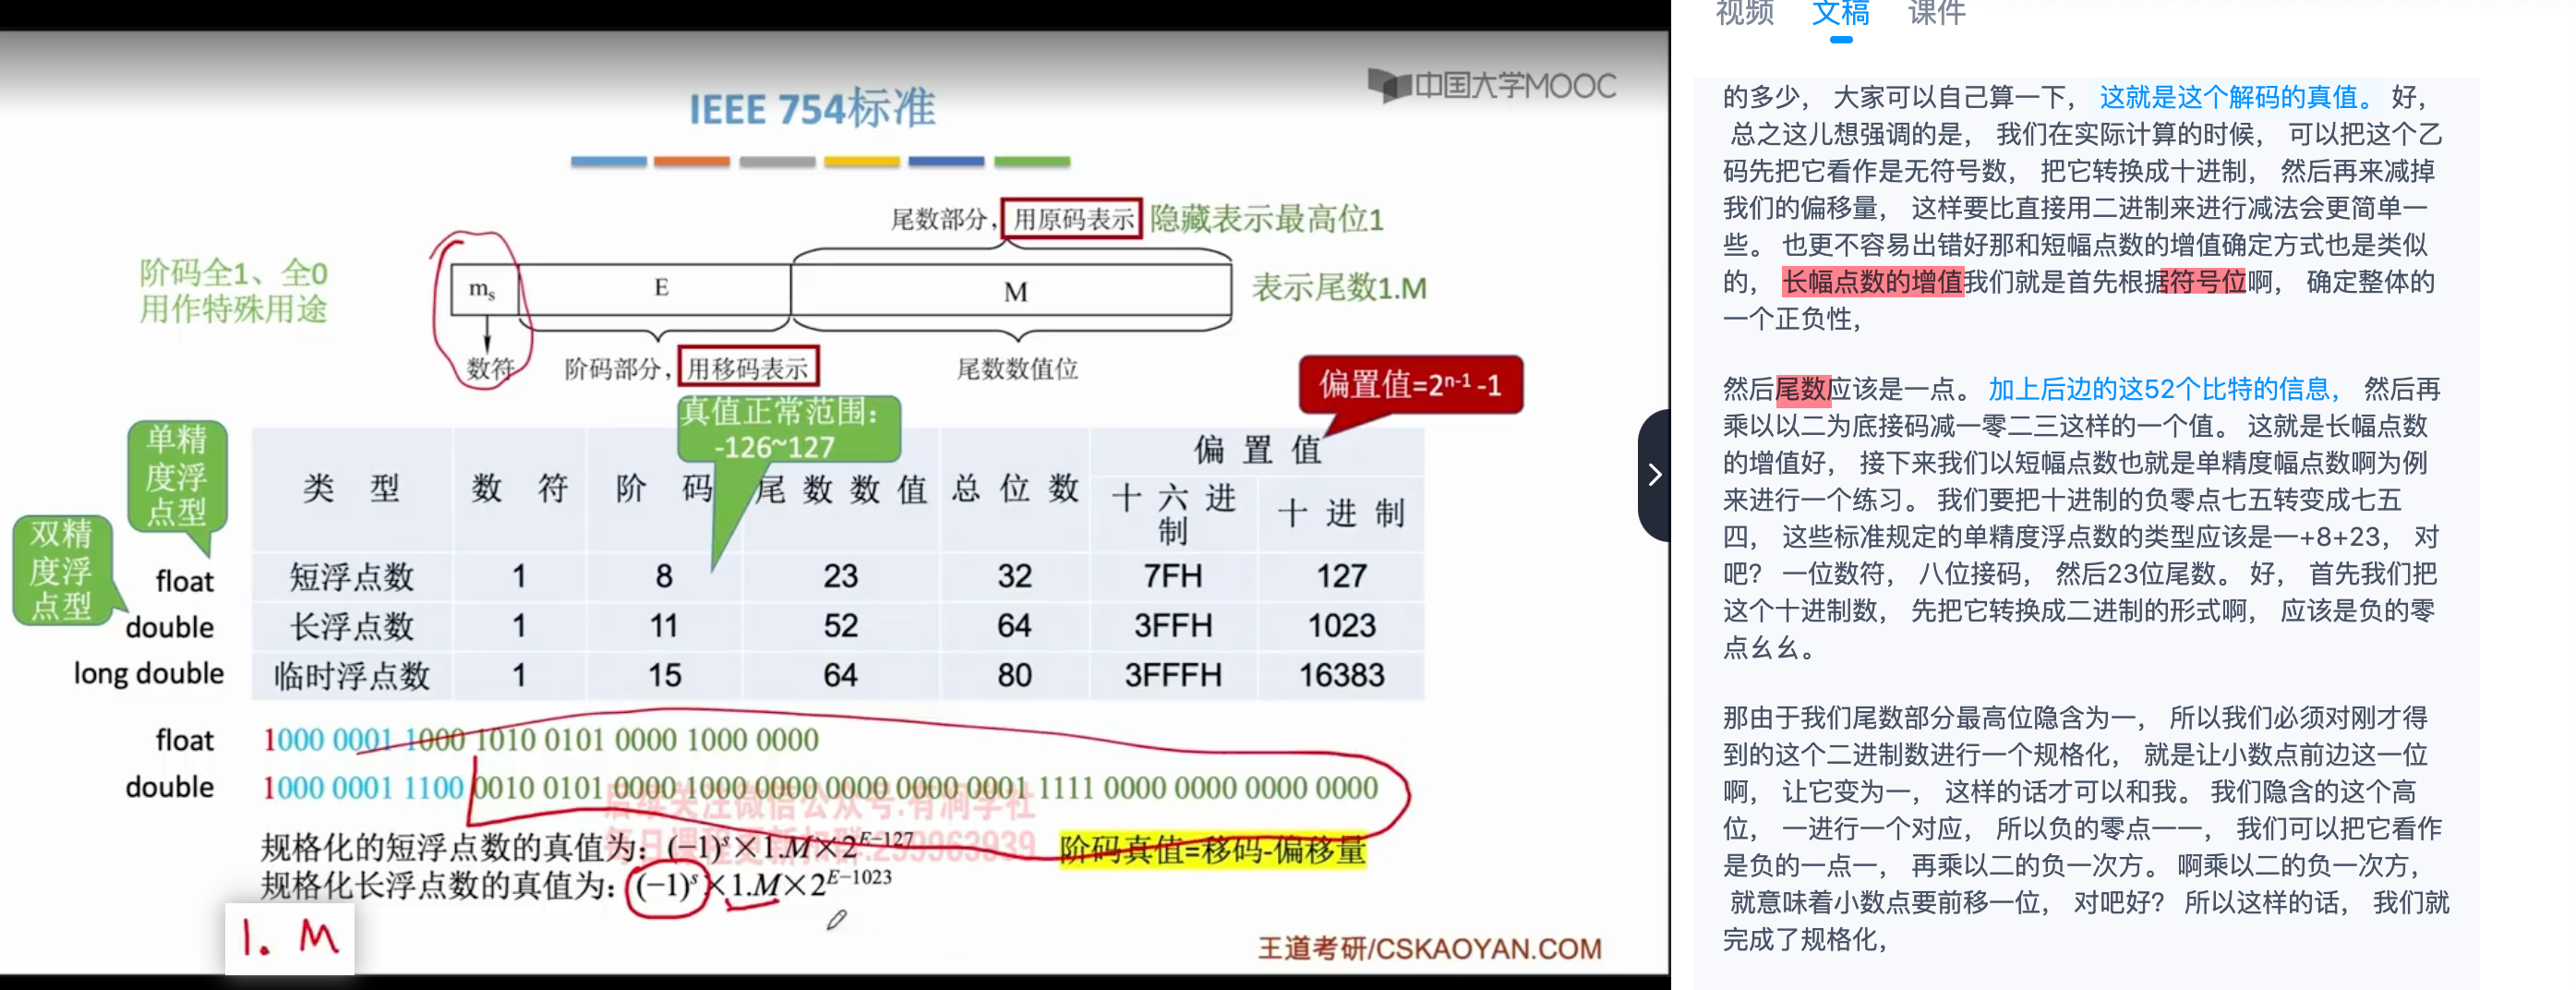 中国大学MOOC
IEEE 754标准
尾数部分，用原码表示 隐藏表示最高位1
阶码全1、全0
用作特殊用途
mₛ E M
表示尾数1.M
数符 阶码部分，用移码表示 尾数数值位
偏置值=2ⁿ⁻¹ -1
真值正常范围：
-126~127
单精
度浮
点型
双精
度浮
点型
类 型 数 符 阶 码 尾数数值 总位数 偏 置 值
十六进制 十进制
float 短浮点数 1 8 23 32 7FH 127
double 长浮点数 1 11 52 64 3FFH 1023
long double 临时浮点数 1 15 64 80 3FFFH 16383
float 1000 0001 1000 1010 0101 0000 1000 0000
double 1000 0001 1100 0010 0101 0000 1000 0000 0000 0000 0001 1111 0000 0000 0000 0000
后续关注微信公众号:有润学社
规格化的短浮点数的真值为：(−1)ˢ×1.M×2ᴱ⁻¹²⁷ 阶码真值=移码-偏移量
规格化长浮点数的真值为：(−1)ˢ×1.M×2ᴱ⁻¹⁰²³
1. M
王道考研/CSKAOYAN.COM
视频 文稿 课件
的多少， 大家可以自己算一下， 这就是这个解码的真值。 好，
总之这儿想强调的是， 我们在实际计算的时候， 可以把这个乙
码先把它看作是无符号数， 把它转换成十进制， 然后再来减掉
我们的偏移量， 这样要比直接用二进制来进行减法会更简单一
些。 也更不容易出错好那和短幅点数的增值确定方式也是类似
的， 长幅点数的增值我们就是首先根据符号位啊， 确定整体的
一个正负性，
然后尾数应该是一点。 加上后边的这52个比特的信息， 然后再
乘以以二为底接码减一零二三这样的一个值。 这就是长幅点数
的增值好， 接下来我们以短幅点数也就是单精度幅点数啊为例
来进行一个练习。 我们要把十进制的负零点七五转变成七五
四， 这些标准规定的单精度浮点数的类型应该是一+8+23， 对
吧？ 一位数符， 八位接码， 然后23位尾数。 好， 首先我们把
这个十进制数， 先把它转换成二进制的形式啊， 应该是负的零
点幺幺。
那由于我们尾数部分最高位隐含为一， 所以我们必须对刚才得
到的这个二进制数进行一个规格化， 就是让小数点前边这一位
啊， 让它变为一， 这样的话才可以和我。 我们隐含的这个高
位， 一进行一个对应， 所以负的零点一一， 我们可以把它看作
是负的一点一， 再乘以二的负一次方。 啊乘以二的负一次方，
就意味着小数点要前移一位， 对吧好？ 所以这样的话， 我们就
完成了规格化，